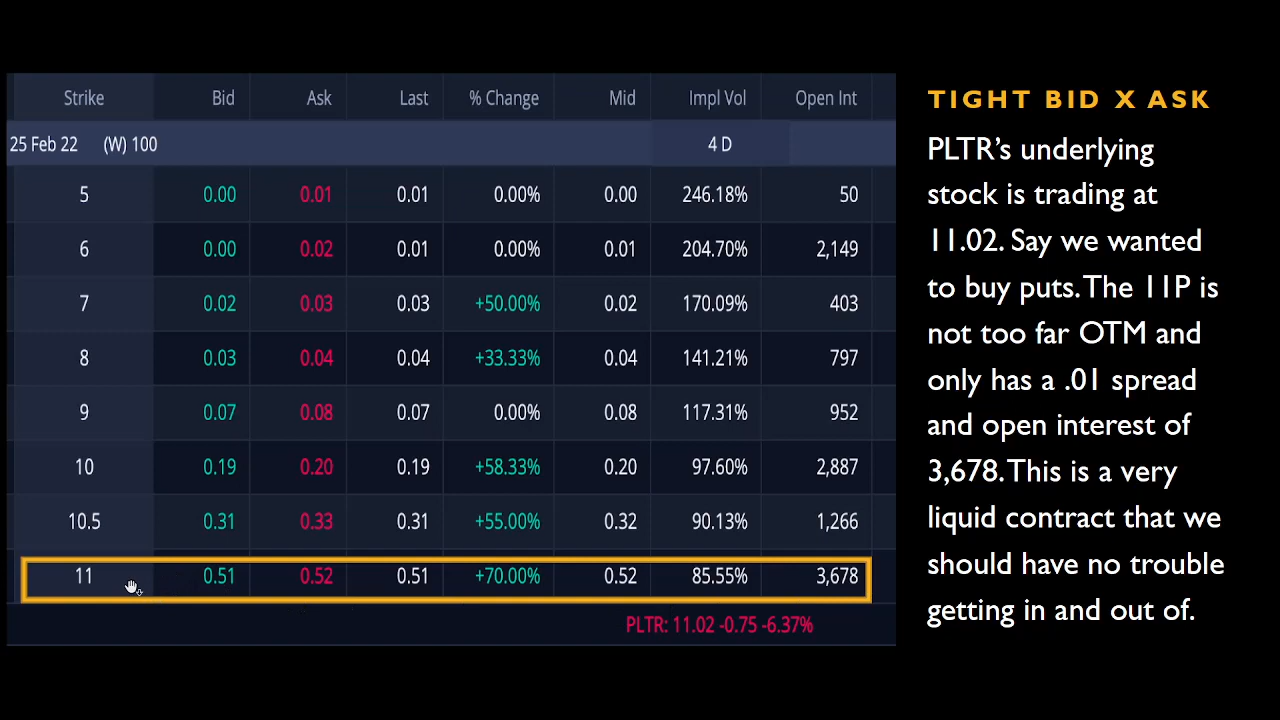 Strike Bid Ask Last % Change Mid Impl Vol Open Int
25 Feb 22 (W) 100 4 D
5 0.00 0.01 0.01 0.00% 0.00 246.18% 50
6 0.00 0.02 0.01 0.00% 0.01 204.70% 2,149
7 0.02 0.03 0.03 +50.00% 0.02 170.09% 403
8 0.03 0.04 0.04 +33.33% 0.04 141.21% 797
9 0.07 0.08 0.07 0.00% 0.08 117.31% 952
10 0.19 0.20 0.19 +58.33% 0.20 97.60% 2,887
10.5 0.31 0.33 0.31 +55.00% 0.32 90.13% 1,266
11 0.51 0.52 0.51 +70.00% 0.52 85.55% 3,678
PLTR: 11.02 -0.75 -6.37%
TIGHT BID X ASK
PLTR’s underlying
stock is trading at
11.02. Say we wanted
to buy puts. The 11P is
not too far OTM and
only has a .01 spread
and open interest of
3,678. This is a very
liquid contract that we
should have no trouble
getting in and out of.